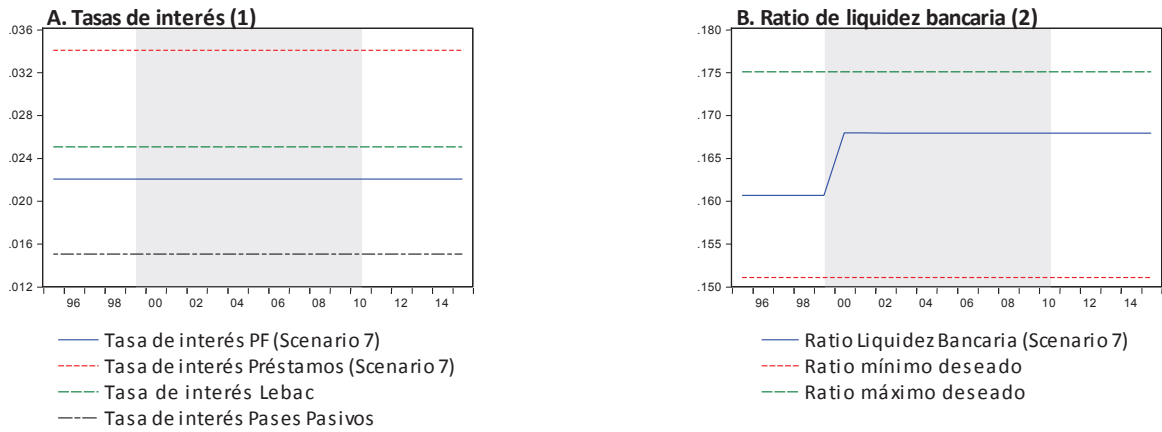 A. Tasas de interés (1)
.036
.032
.028
.024
.020
.016
.012
96 98 00 02 04 06 08 10 12 14
Tasa de interés PF (Scenario 7)
Tasa de interés Préstamos (Scenario 7)
Tasa de interés Lebac
Tasa de interés Pases Pasivos
B. Ratio de liquidez bancaria (2)
.180
.175
.170
.165
.160
.155
.150
96 98 00 02 04 06 08 10 12 14
Ratio Liquidez Bancaria (Scenario 7)
Ratio mínimo deseado
Ratio máximo deseado